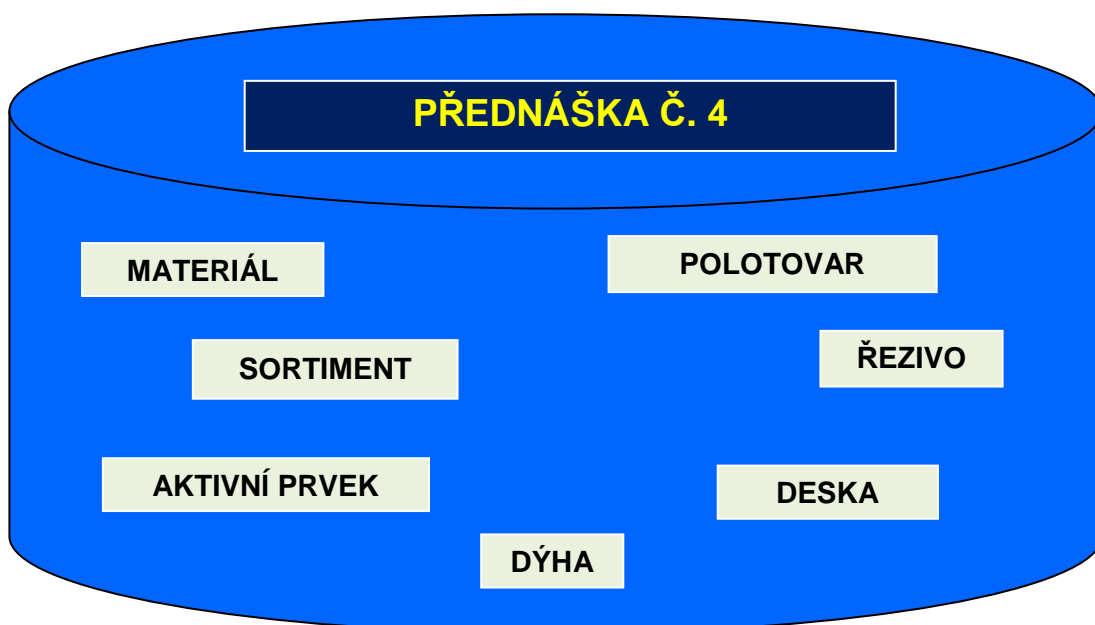 PŘEDNÁŠKA Č. 4
MATERIÁL
POLOTOVAR
SORTIMENT
ŘEZIVO
AKTIVNÍ PRVEK
DESKA
DÝHA